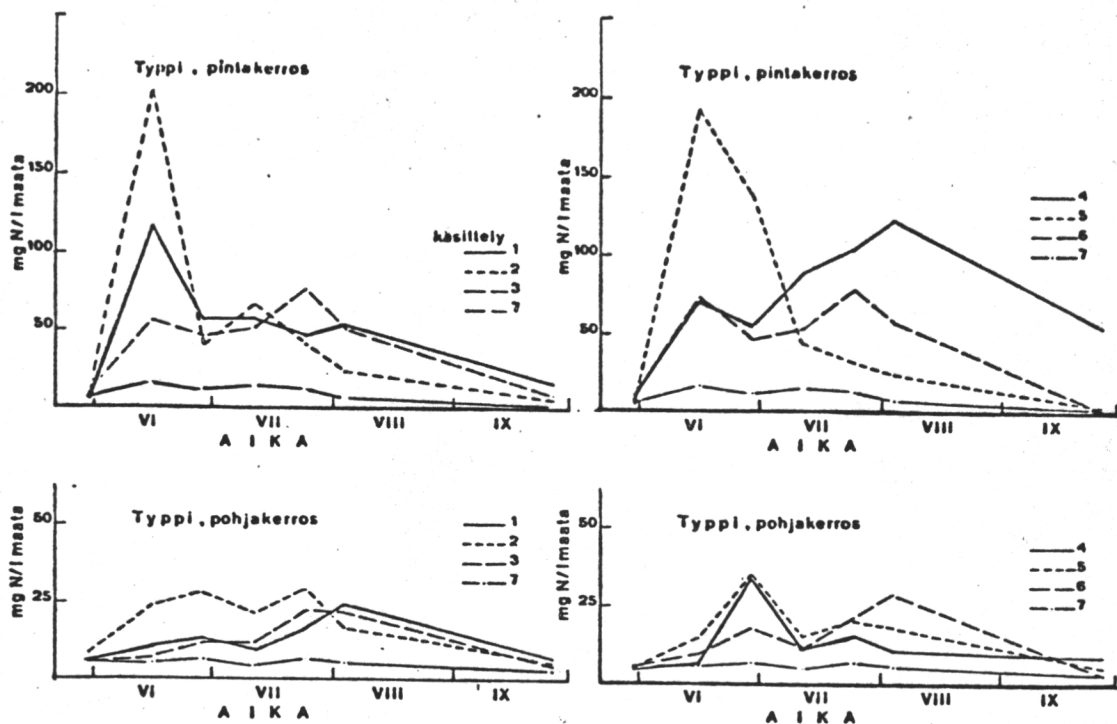 Typpi, pintakerros
200
150
100
50
mg N/l maata
käsittely
1
2
3
7
VI VII VIII IX
A I K A
Typpi, pintakerros
200
150
100
50
mg N/l maata
4
5
6
7
VI VII VIII IX
A I K A
Typpi, pohjakerros
50
25
mg N/l maata
1
2
3
7
VI VII VIII IX
A I K A
Typpi, pohjakerros
50
25
mg N/l maata
4
5
6
7
VI VII VIII IX
A I K A